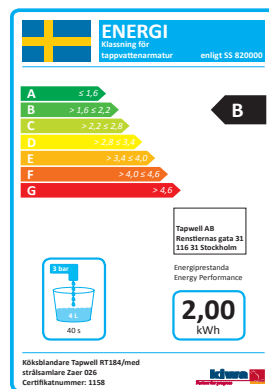 ENERGI
Klassning för
tappvattenarmatur enligt SS 820000
A ≤ 1,6
B > 1,6 ≤ 2,2
C > 2,2 ≤ 2,8
D > 2,8 ≤ 3,4
E > 3,4 ≤ 4,0
F > 4,0 ≤ 4,6
G > 4,6
B
Tapwell AB
Renstiernas gata 31
116 31 Stockholm
3 bar
4 L
40 s
Energiprestanda
Energy Performance
2,00
kWh
Köksblandare Tapwell RT184/med
strålsamlare Zaer 026
Certifikatnummer: 1158
kiwa
Partner for progress